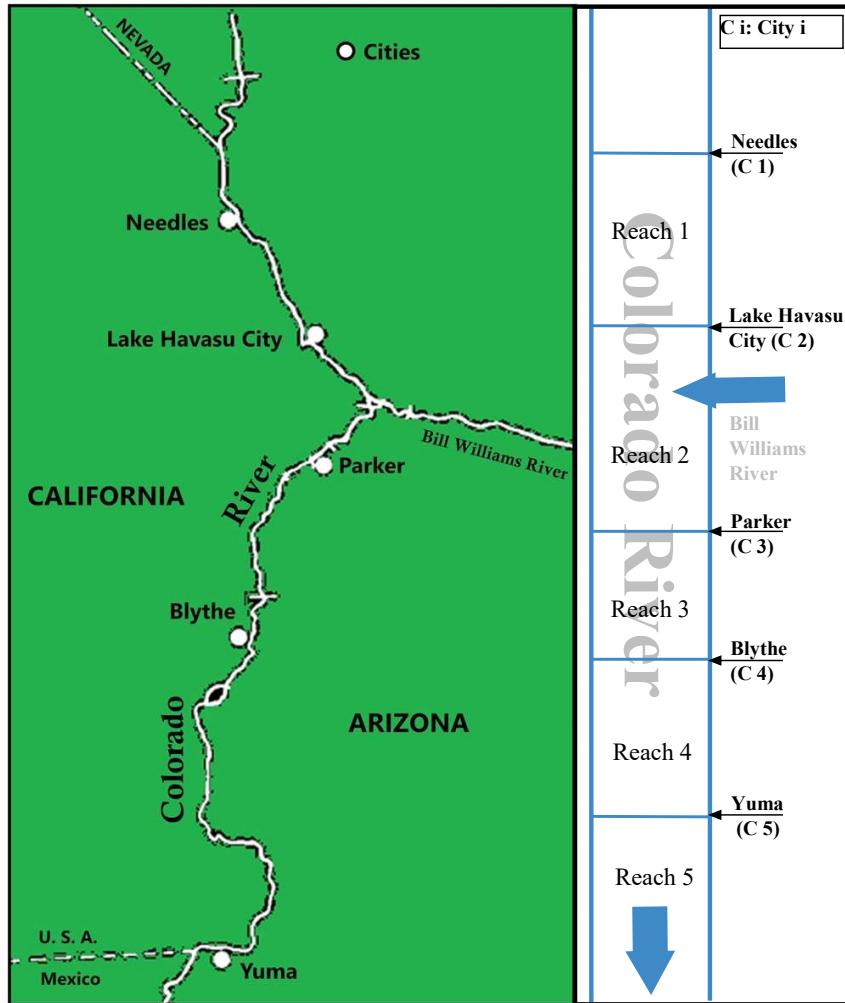 NEVADA
Cities
Needles
Lake Havasu City
Bill Williams River
Parker
River
CALIFORNIA
Blythe
ARIZONA
Colorado
U. S. A.
Mexico
Yuma
C i: City i
Needles
(C 1)
Reach 1
Lake Havasu
City (C 2)
Bill
Williams
River
Reach 2
Parker
(C 3)
Reach 3
Blythe
(C 4)
Reach 4
Yuma
(C 5)
Reach 5
Colorado River